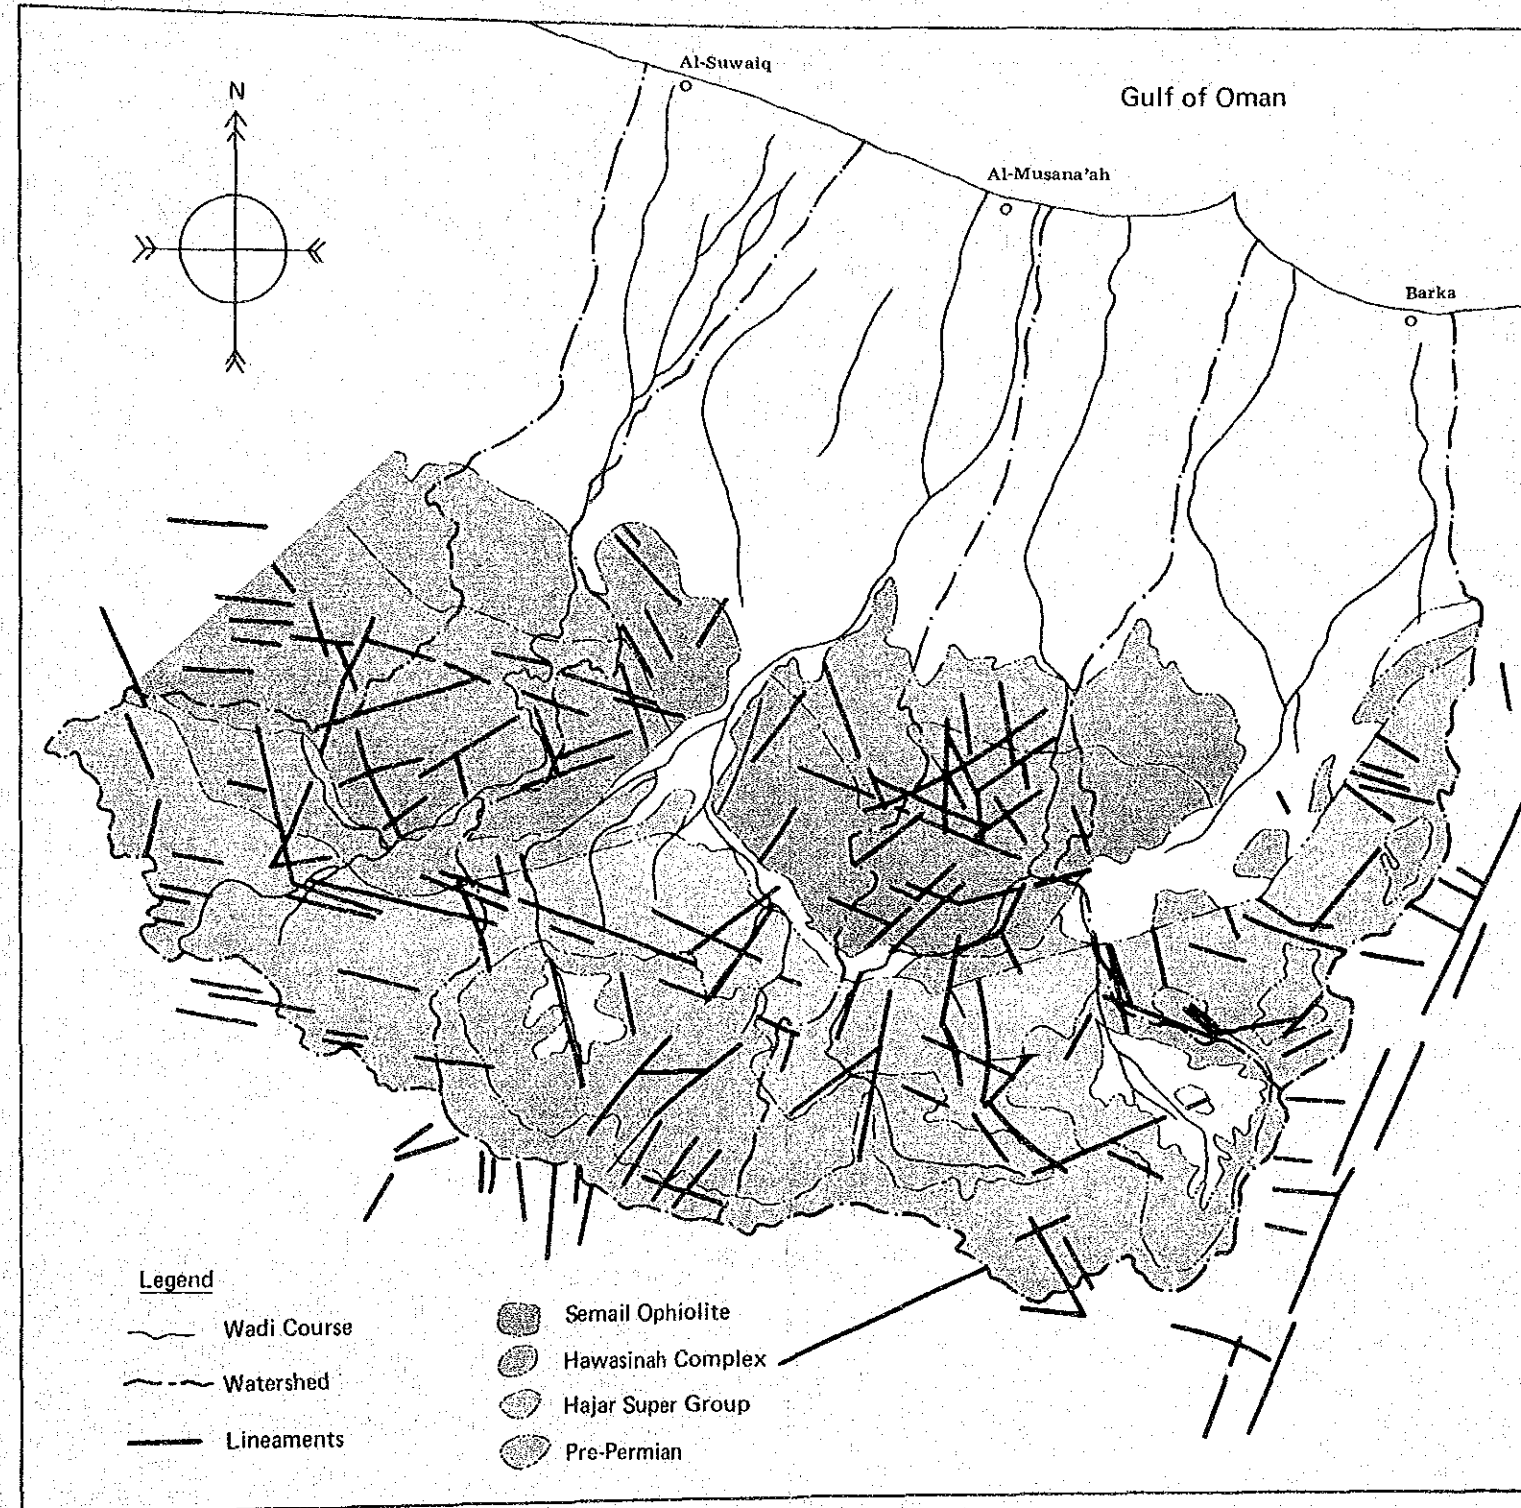 Al-Suwaiq
Gulf of Oman
N
Al-Musana'ah
Barka
Legend
Wadi Course
Watershed
Lineaments
Semail Ophiolite
Hawasinah Complex
Hajar Super Group
Pre-Permian